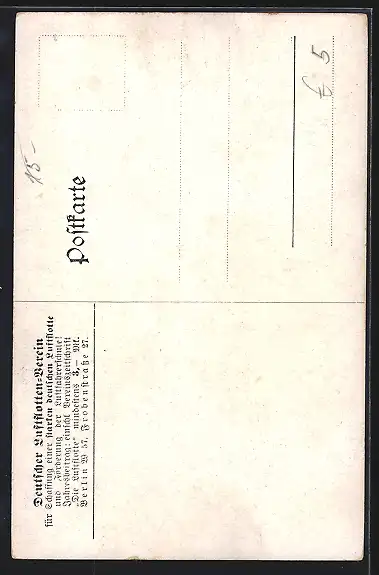 Deutscher Luftflotten-Verein
für Schaffung einer starken deutschen Luftflotte
und Förderung der Luftfahrerschule!
Jahresbeitrag: einschl. Vereinszeitschrift
"Die Luftflotte" mindestens 3,— Mk.
Berlin W 57, Frobenstraße 27.
Postkarte
15.-
€ 5